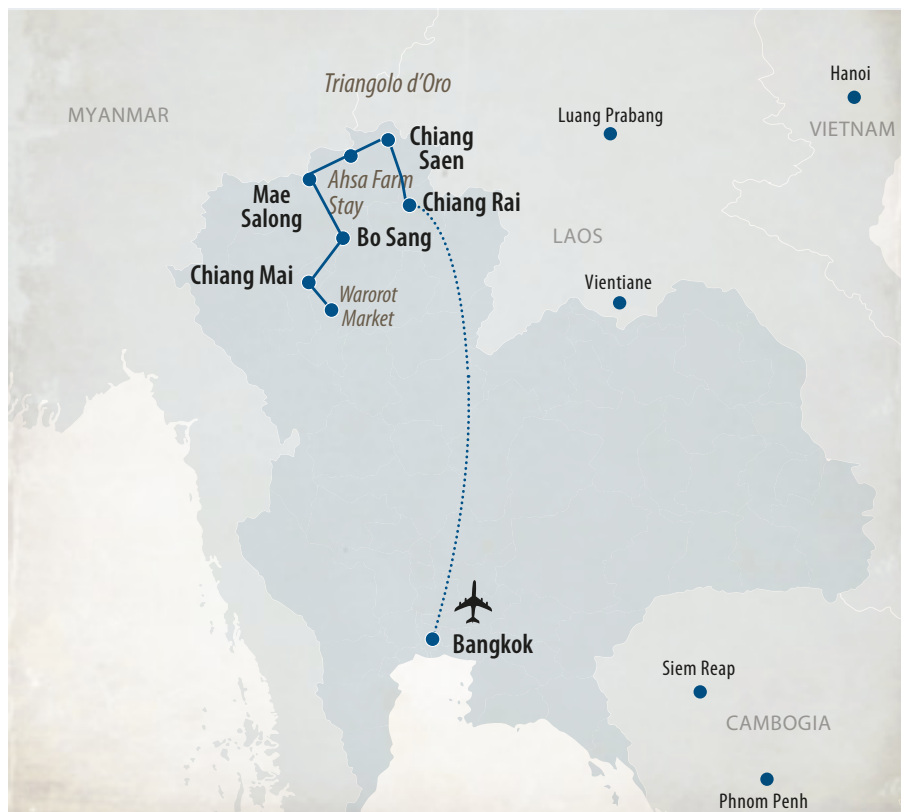 Triangolo d'Oro
Hanoi
MYANMAR
Luang Prabang
VIETNAM
Chiang
Saen
Ahsa Farm
Stay
Mae
Salong
Chiang Rai
Bo Sang
LAOS
Chiang Mai
Vientiane
Warorot
Market
Bangkok
Siem Reap
CAMBOGIA
Phnom Penh